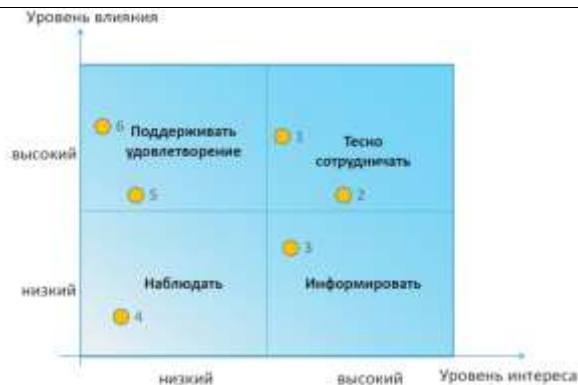 Уровень влияния
6 Поддерживать
удовлетворение
1 Тесно
сотрудничать
высокий
5
2
3
Наблюдать
Информировать
низкий
4
низкий
высокий
Уровень интереса